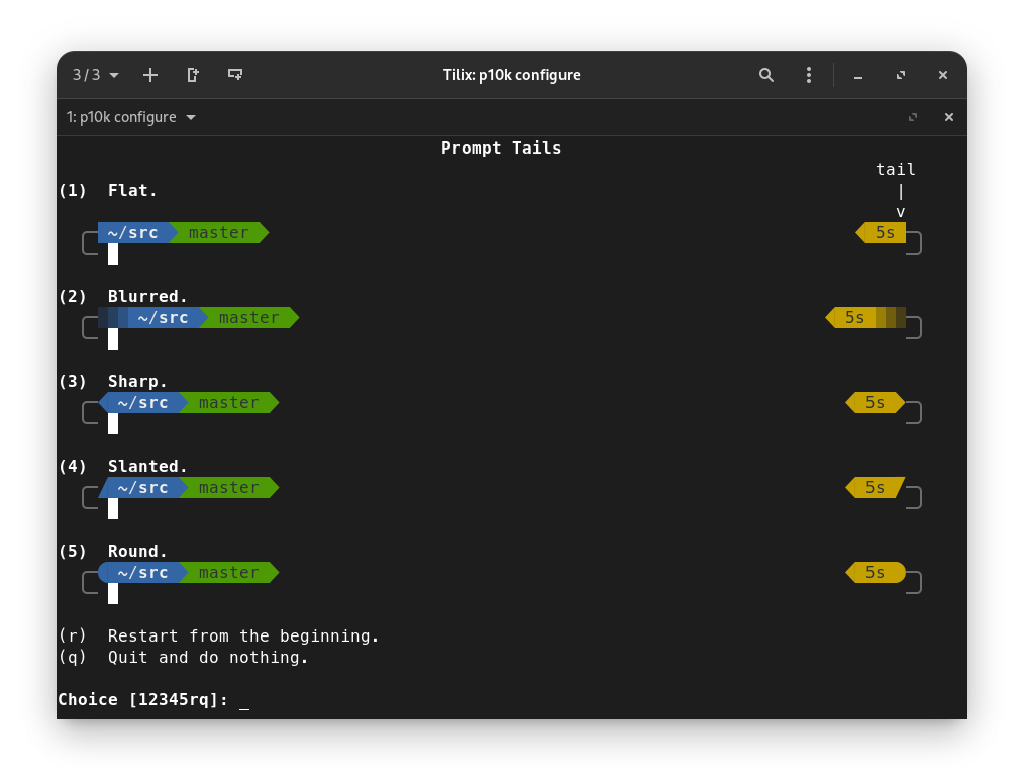 3 / 3 Tilix: p10k configure
1: p10k configure
Prompt Tails
tail
(1) Flat. |
v
~/src master 5s
(2) Blurred.
~/src master 5s
(3) Sharp.
~/src master 5s
(4) Slanted.
~/src master 5s
(5) Round.
~/src master 5s
(r) Restart from the beginning.
(q) Quit and do nothing.
Choice [12345rq]: _